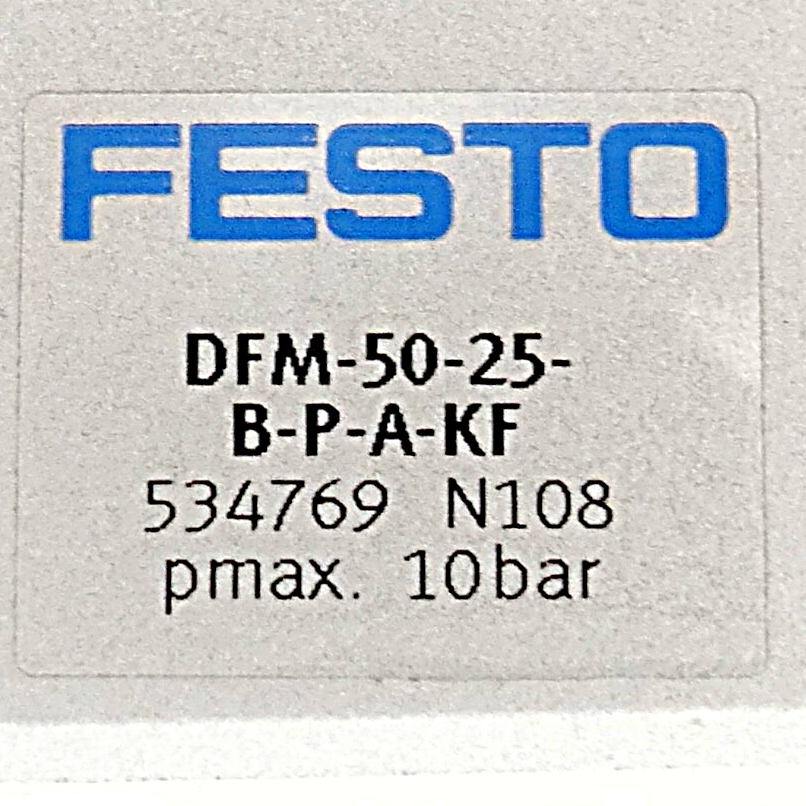 FESTO
DFM-50-25-
B-P-A-KF
534769 N108
pmax. 10bar